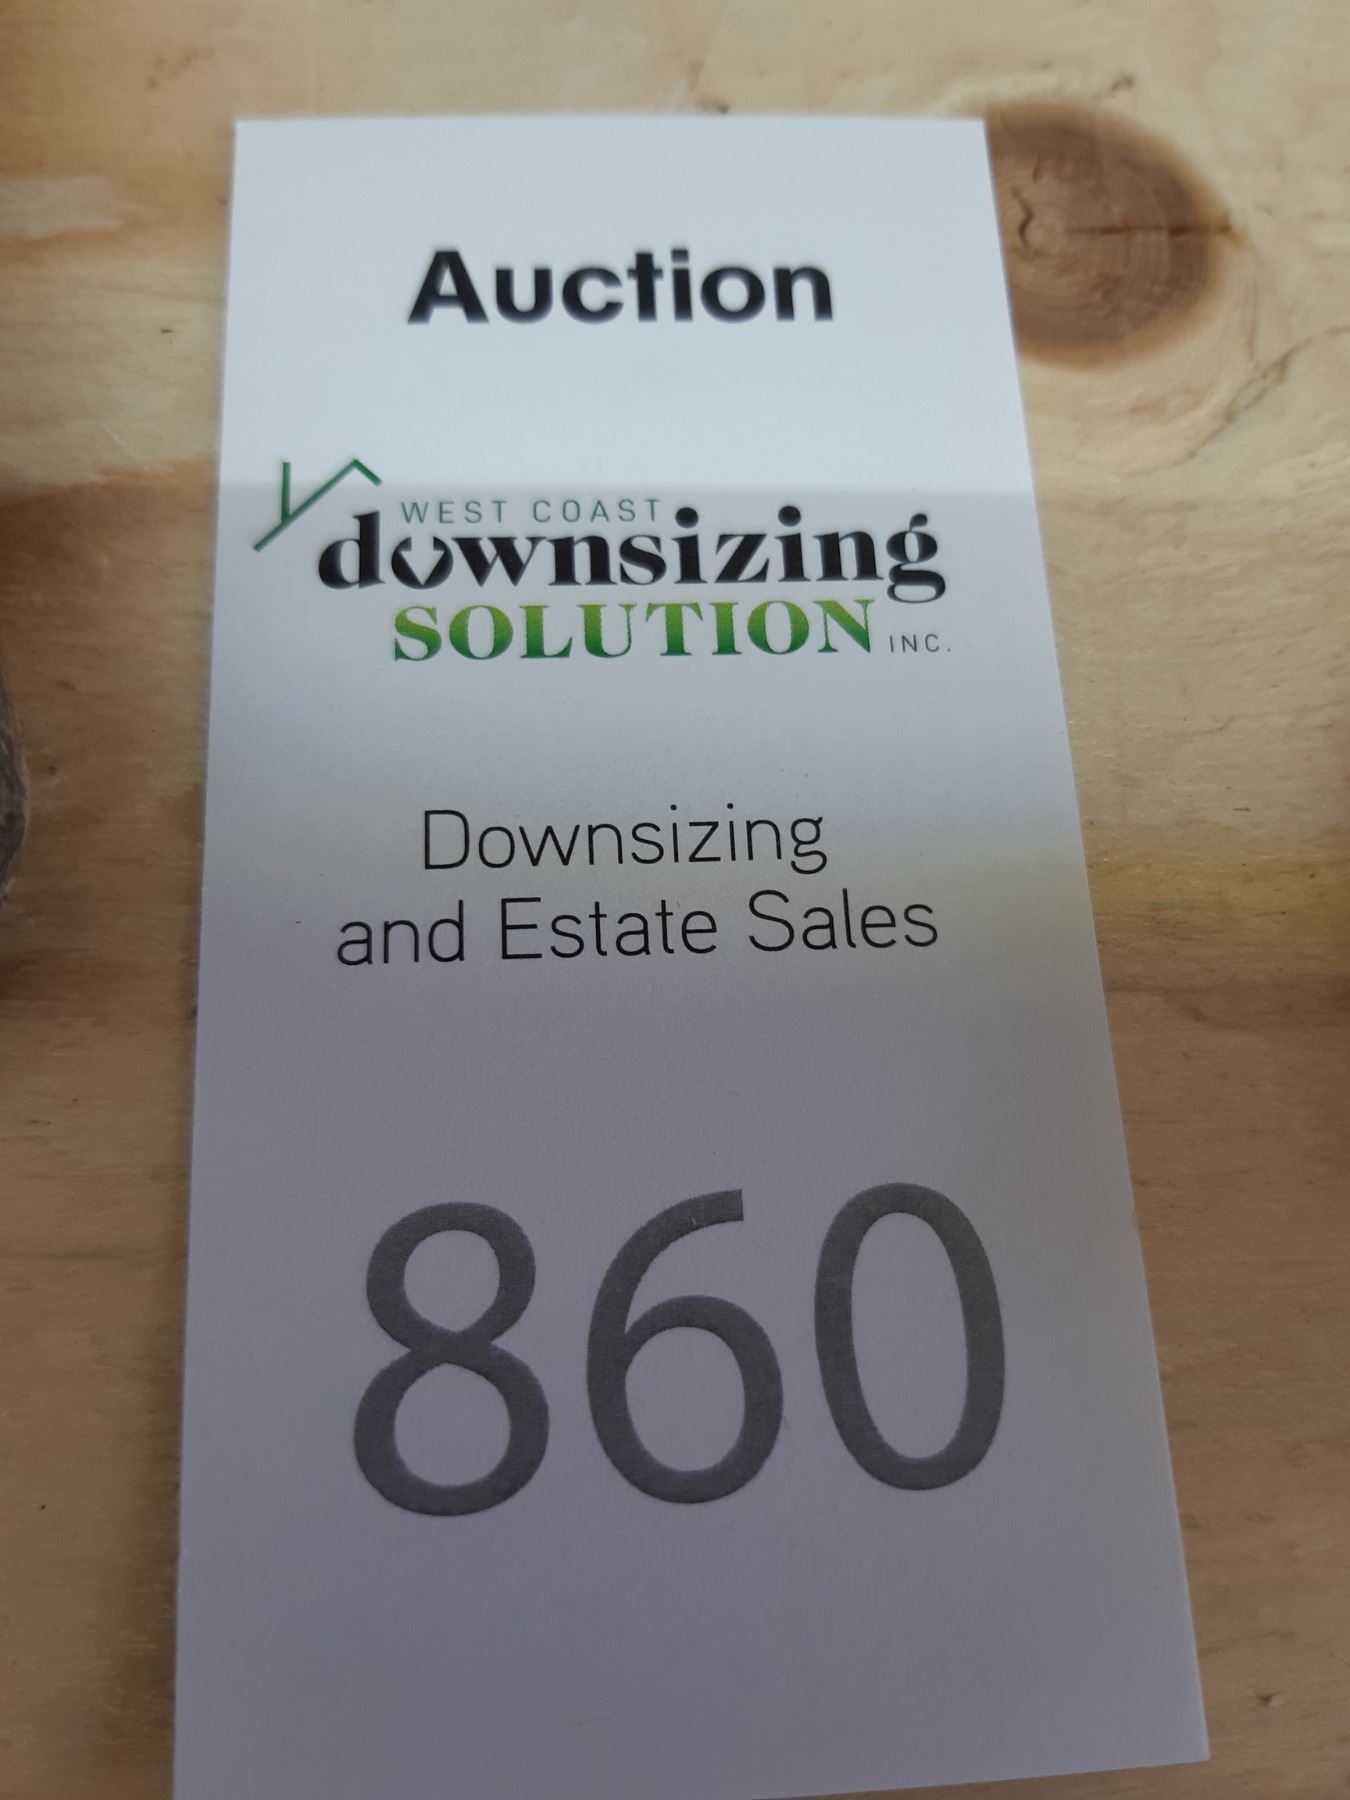 Auction
WEST COAST
downsizing
SOLUTION INC.
Downsizing
and Estate Sales
860